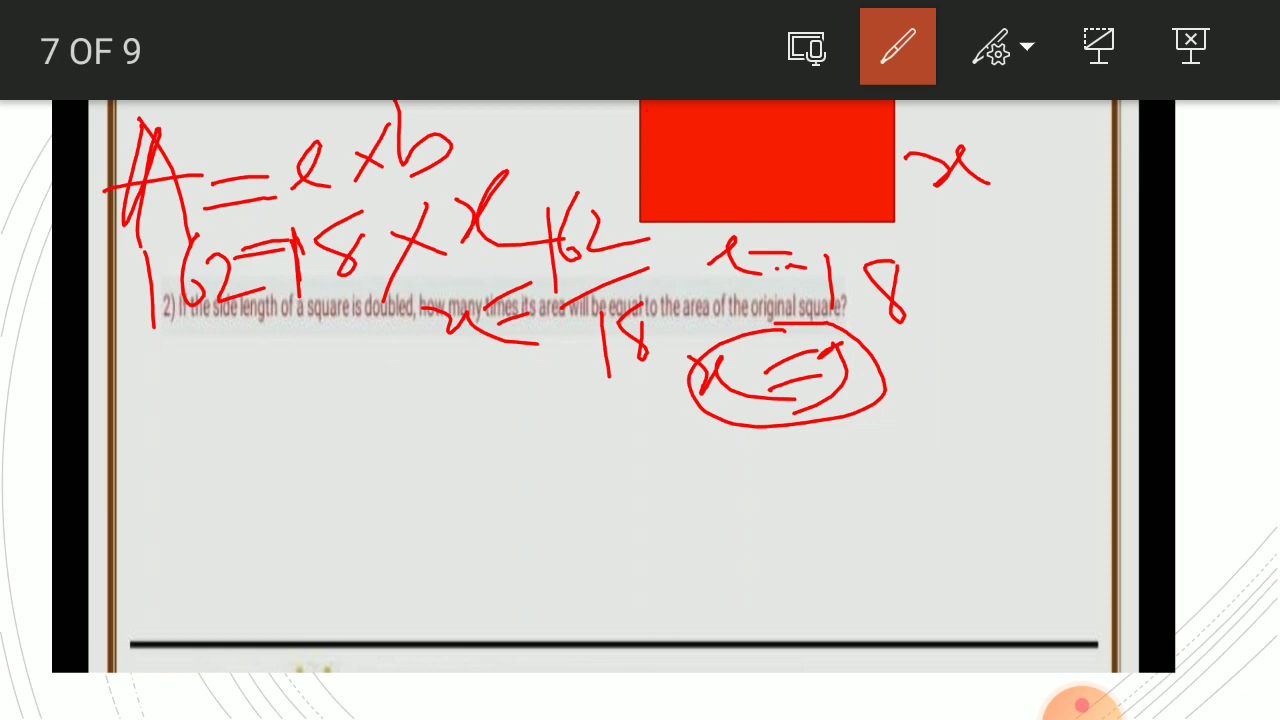 7 OF 9
A = l × b
x
162 = 18 × x
l = 18
162
2) If the side length of a square is doubled, how many times its area will be equal to the area of the original square?
x =
18
x =